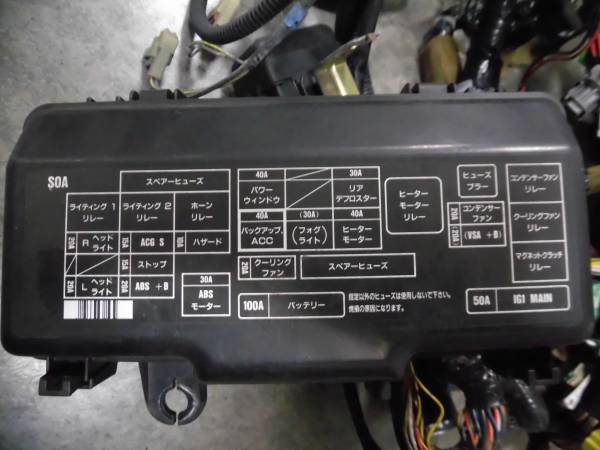 S0A
スペアーヒューズ
ライティング 1
リレー
ライティング 2
リレー
ホーン
リレー
20A
R ヘッド
ライト
10A
ACG S
10A
ハザード
15A
ストップ
20A
L ヘッド
ライト
20A
ABS +B
30A
ABS
モーター
40A
パワー
ウィンドウ
30A
リア
デフロスター
40A
バックアップ、
ACC
(30A)
(フォグ
ライト)
40A
ヒーター
モーター
20A
クーリング
ファン
スペアーヒューズ
100A
バッテリー
指定以外のヒューズは使用しないで下さい。
焼損の原因になります。
ヒーター
モーター
リレー
ヒューズ
プラー
20A
コンデンサー
ファン
(VSA +B)
コンデンサーファン
リレー
クーリングファン
リレー
マグネットクラッチ
リレー
50A
IG1 MAIN